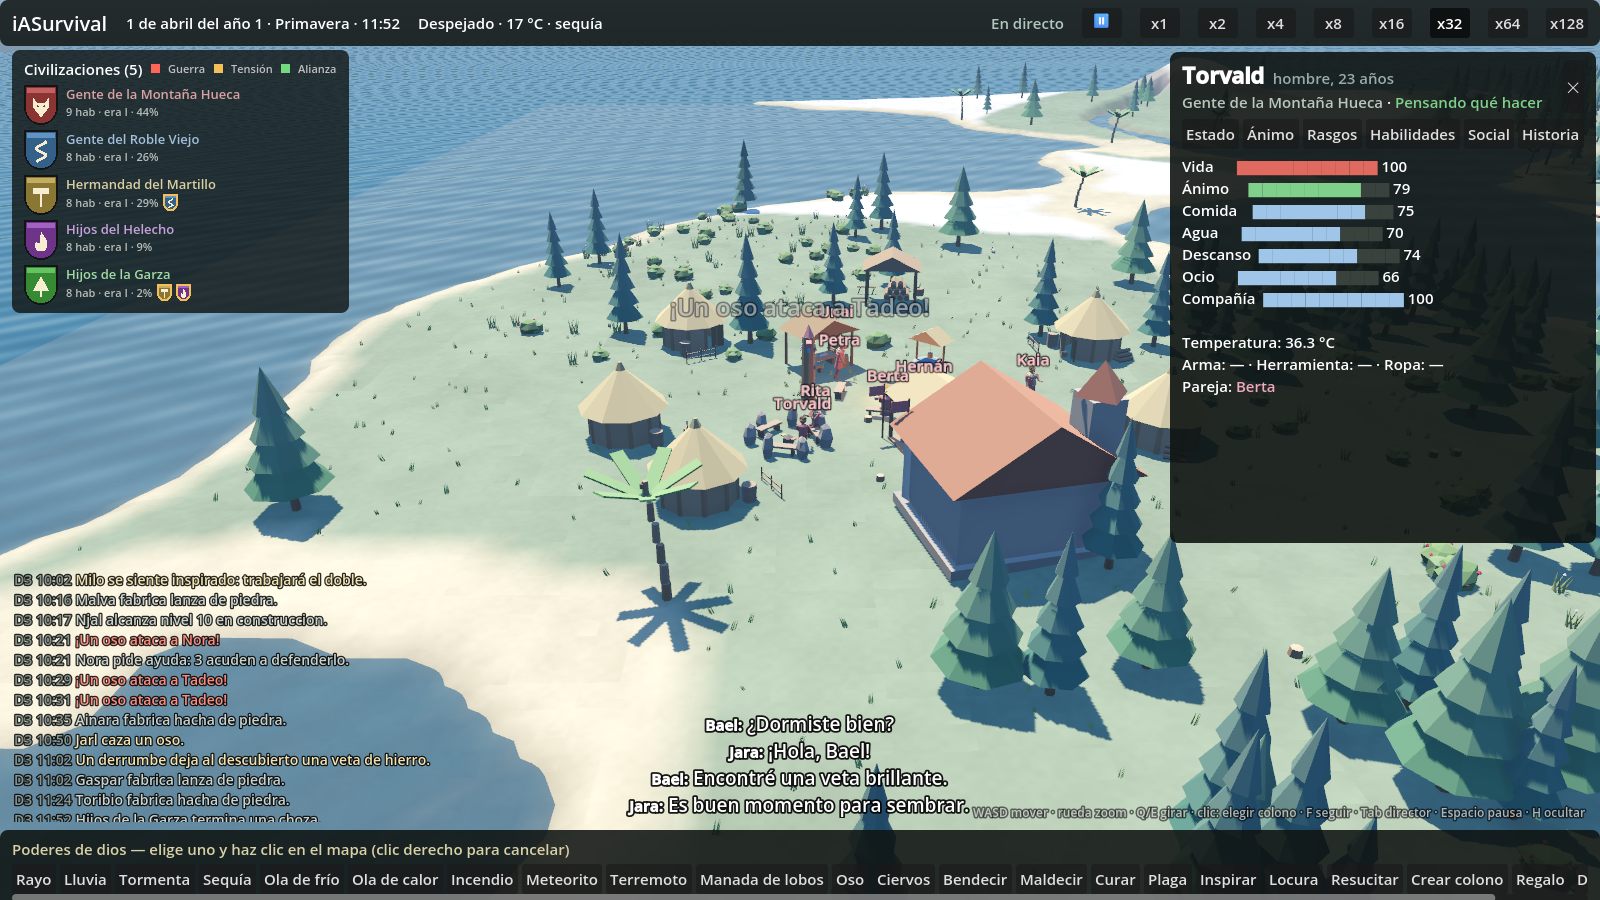 iASurvival 1 de abril del año 1 · Primavera · 11:52 Despejado · 17 °C · sequía En directo x1 x2 x4 x8 x16 x32 x64 x128
Civilizaciones (5) Guerra Tensión Alianza
Gente de la Montaña Hueca
9 hab · era I · 44%
Gente del Roble Viejo
8 hab · era I · 26%
Hermandad del Martillo
8 hab · era I · 29%
Hijos del Helecho
8 hab · era I · 9%
Hijos de la Garza
8 hab · era I · 2%
Torvald hombre, 23 años
Gente de la Montaña Hueca · Pensando qué hacer
Estado Ánimo Rasgos Habilidades Social Historia
Vida 100
Ánimo 79
Comida 75
Agua 70
Descanso 74
Ocio 66
Compañía 100
Temperatura: 36.3 °C
Arma: — · Herramienta: — · Ropa: —
Pareja: Berta
¡Un oso ataca a Tadeo!
Petra
Hernán
Berta
Kaia
Rita
Torvald
D3 10:02 Milo se siente inspirado: trabajará el doble.
D3 10:16 Malva fabrica lanza de piedra.
D3 10:17 Njal alcanza nivel 10 en construccion.
D3 10:21 ¡Un oso ataca a Nora!
D3 10:21 Nora pide ayuda: 3 acuden a defenderlo.
D3 10:29 ¡Un oso ataca a Tadeo!
D3 10:31 ¡Un oso ataca a Tadeo!
D3 10:35 Ainara fabrica hacha de piedra.
D3 10:50 Jarl caza un oso.
D3 11:02 Un derrumbe deja al descubierto una veta de hierro.
D3 11:02 Gaspar fabrica lanza de piedra.
D3 11:24 Toribio fabrica hacha de piedra.
D3 11:52 Hijos de la Garza termina una choza.
Bael: ¿Dormiste bien?
Jara: ¡Hola, Bael!
Bael: Encontré una veta brillante.
Jara: Es buen momento para sembrar.
WASD mover · rueda zoom · Q/E girar · clic: elegir colono · F seguir · Tab director · Espacio pausa · H ocultar
Poderes de dios — elige uno y haz clic en el mapa (clic derecho para cancelar)
Rayo Lluvia Tormenta Sequía Ola de frío Ola de calor Incendio Meteorito Terremoto Manada de lobos Oso Ciervos Bendecir Maldecir Curar Plaga Inspirar Locura Resucitar Crear colono Regalo D